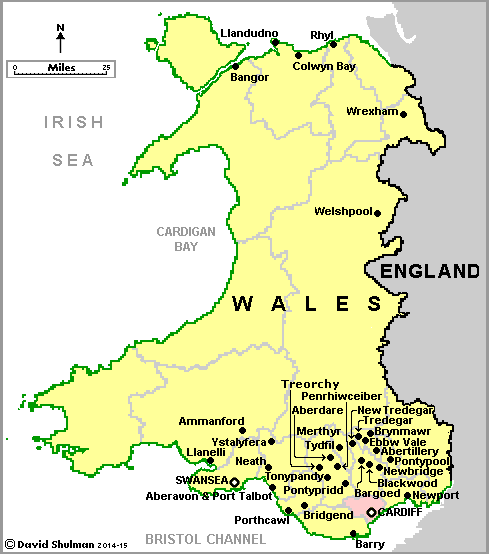 N
Miles
0 25
Llandudno
Rhyl
Colwyn Bay
Bangor
Wrexham
IRISH
SEA
Welshpool
CARDIGAN
BAY
ENGLAND
WALES
Treorchy
Penrhiwceiber
Aberdare
New Tredegar
Tredegar
Ammanford
Merthyr
Tydfil
Brynmawr
Ebbw Vale
Ystalyfera
Abertillery
Llanelli
Neath
Pontypool
Newbridge
SWANSEA
Tonypandy
Blackwood
Aberavon & Port Talbot
Pontypridd
Bargoed
Newport
Porthcawl
Bridgend
CARDIFF
Barry
BRISTOL CHANNEL
©David Shulman 2014-15